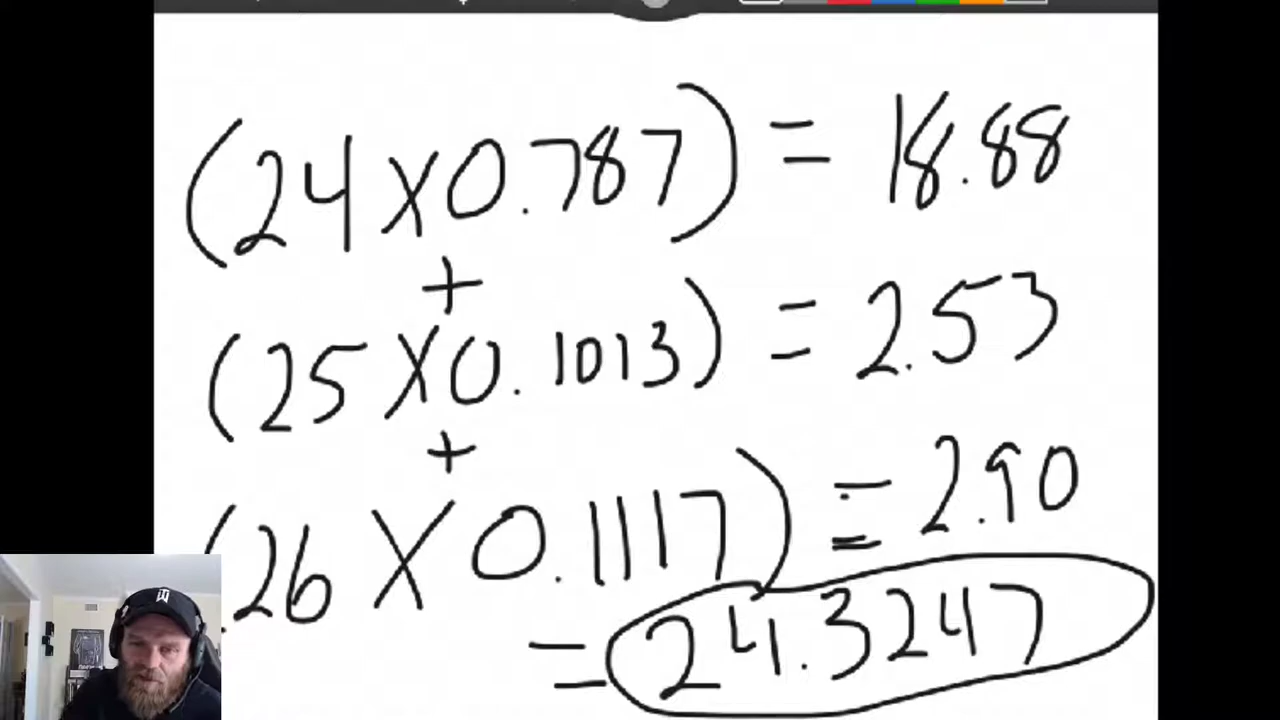 (24 X 0.787) = 18.88
+
(25 X 0.1013) = 2.53
+
(26 X 0.1117) = 2.90
= 24.3247